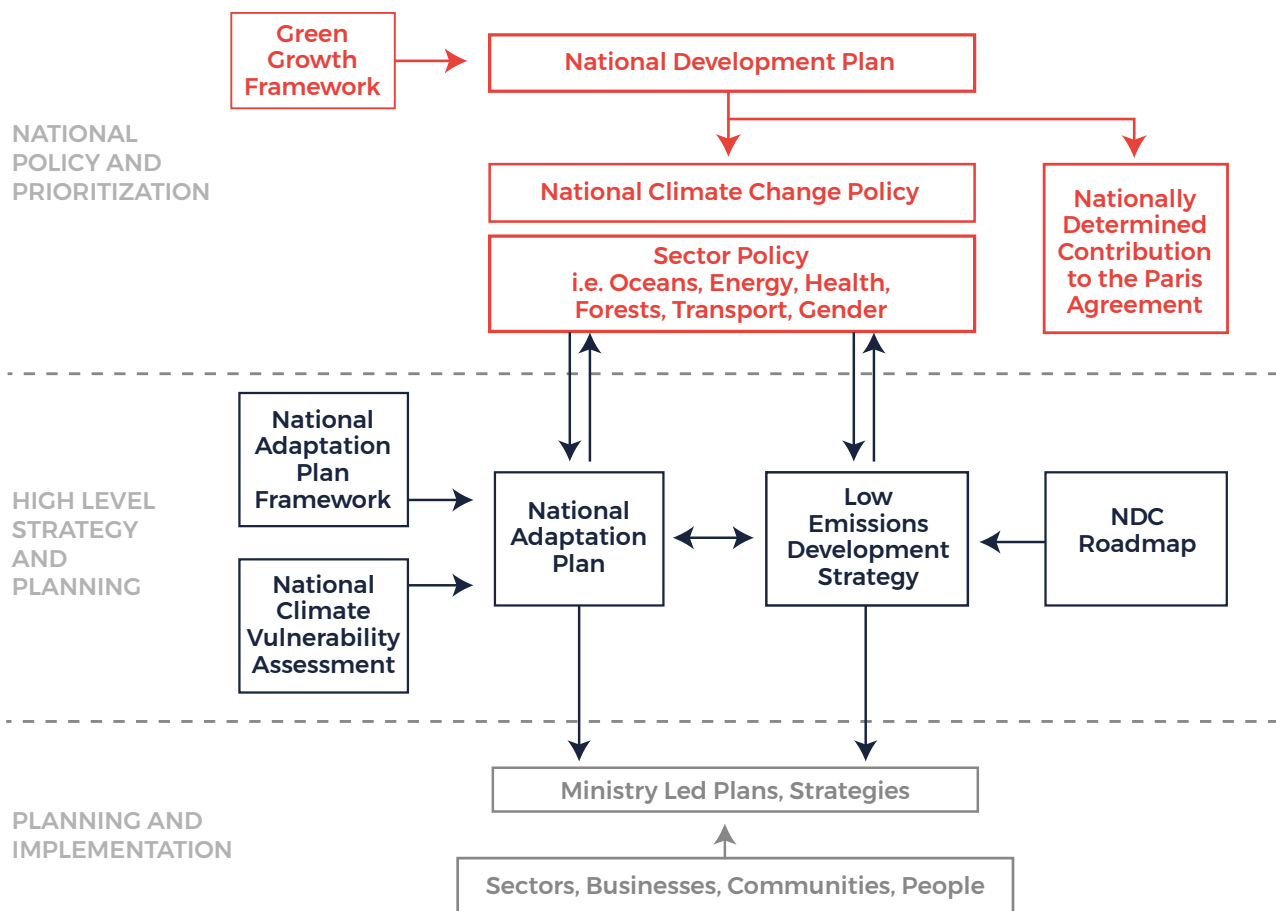 Green
Growth
Framework
National Development Plan
NATIONAL
POLICY AND
PRIORITIZATION
National Climate Change Policy
Nationally
Determined
Contribution
to the Paris
Agreement
Sector Policy
i.e. Oceans, Energy, Health,
Forests, Transport, Gender
HIGH LEVEL
STRATEGY
AND
PLANNING
National
Adaptation
Plan
Framework
National
Climate
Vulnerability
Assessment
National
Adaptation
Plan
Low
Emissions
Development
Strategy
NDC
Roadmap
PLANNING AND
IMPLEMENTATION
Ministry Led Plans, Strategies
Sectors, Businesses, Communities, People